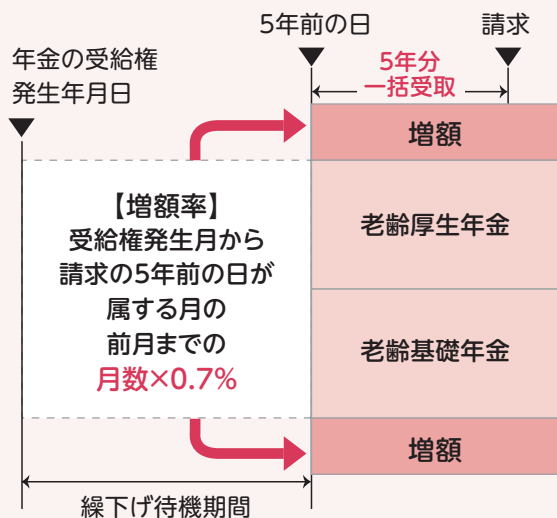 年金の受給権
発生年月日
5年前の日
請求
5年分
一括受取
増額
【増額率】
受給権発生月から
請求の5年前の日が
属する月の
前月までの
月数×0.7%
老齢厚生年金
老齢基礎年金
増額
繰下げ待機期間